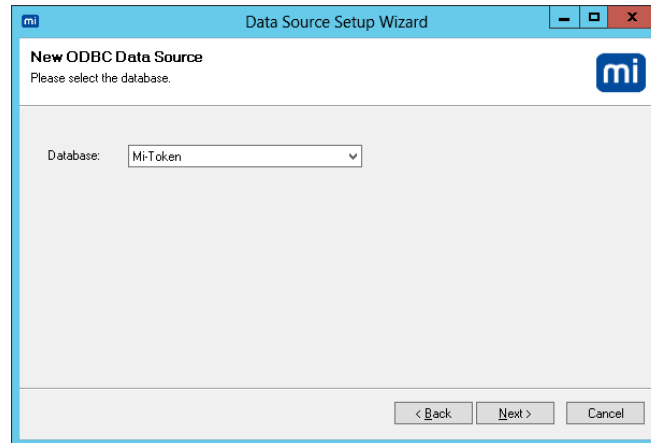 mi
Data Source Setup Wizard
New ODBC Data Source
Please select the database.
mi
Database:
Mi-Token
< Back
Next >
Cancel